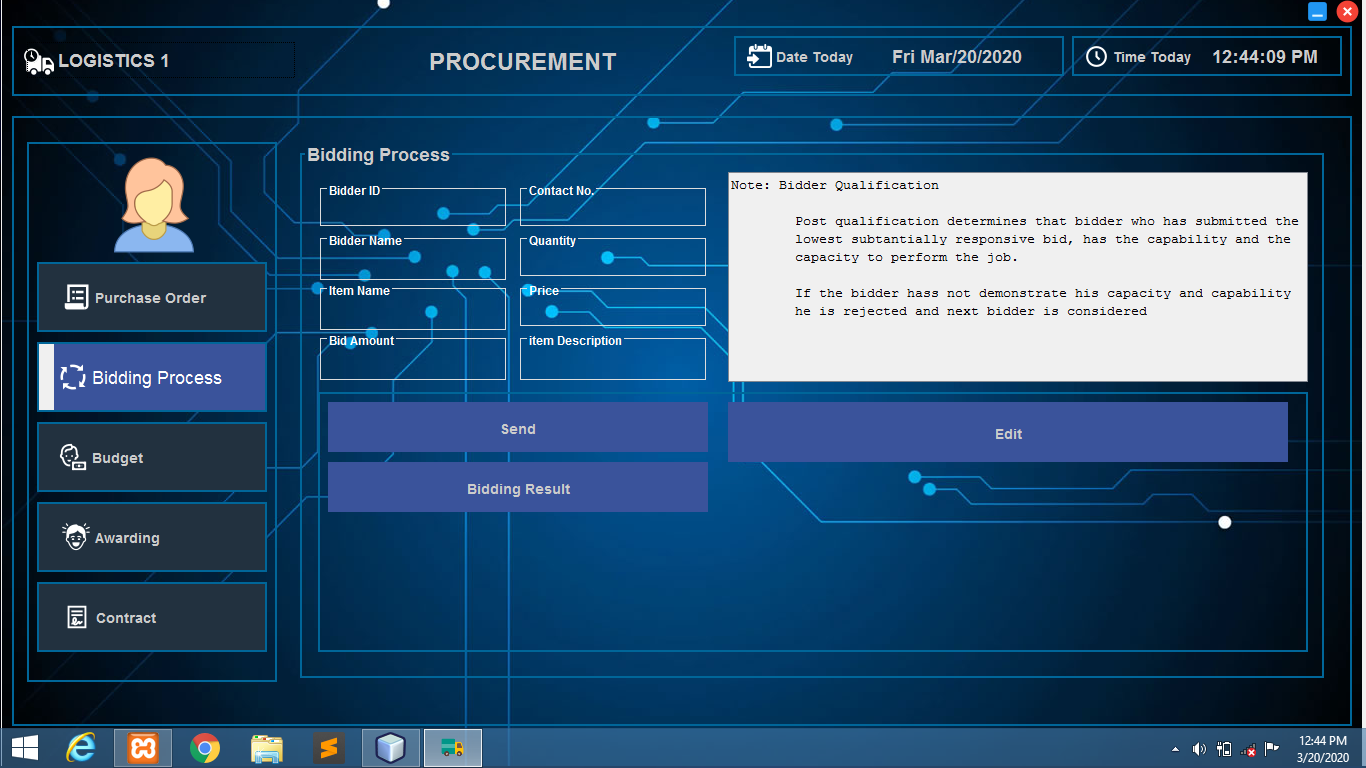 LOGISTICS 1
PROCUREMENT
Date Today Fri Mar/20/2020
Time Today 12:44:09 PM
Purchase Order
Bidding Process
Budget
Awarding
Contract
Bidding Process
Bidder ID
Contact No.
Bidder Name
Quantity
Item Name
Price
Bid Amount
item Description
Note: Bidder Qualification
Post qualification determines that bidder who has submitted the
lowest subtantially responsive bid, has the capability and the
capacity to perform the job.
If the bidder hass not demonstrate his capacity and capability
he is rejected and next bidder is considered
Send
Edit
Bidding Result
12:44 PM
3/20/2020